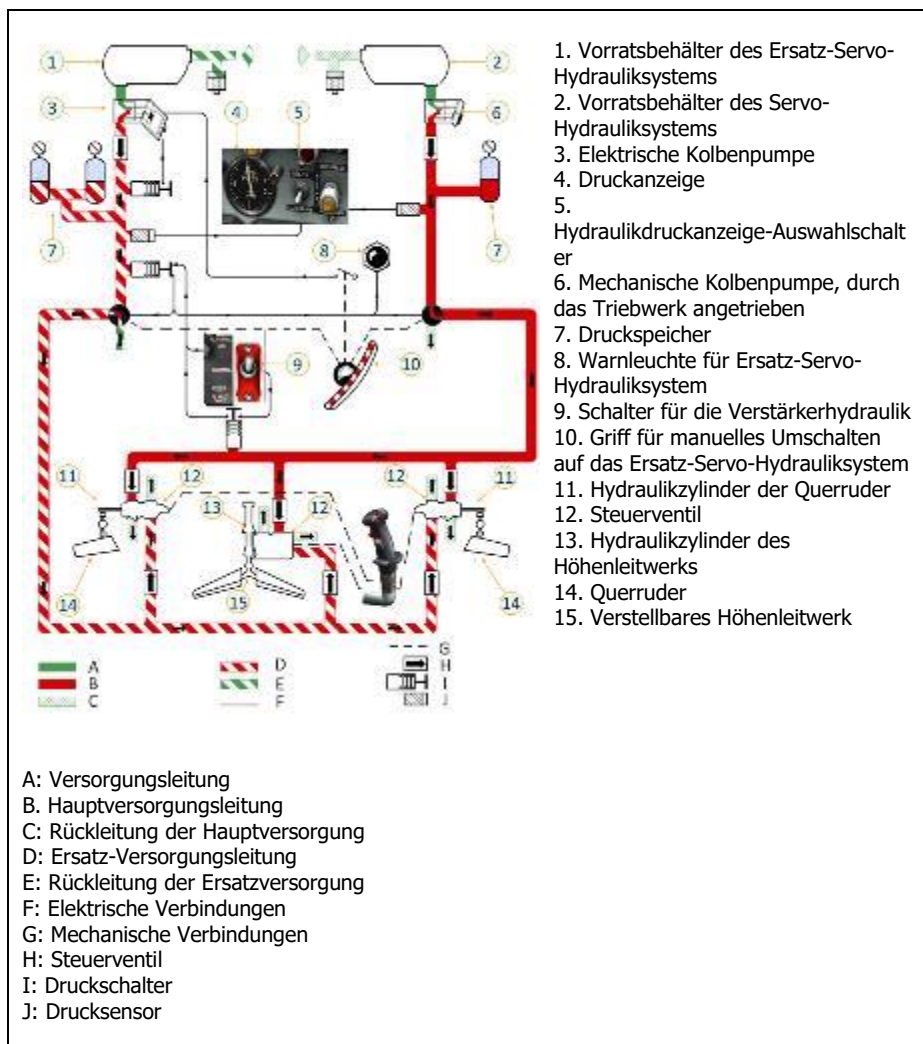 1
2
3
4
5
6
7
7
8
9
10
11
12
12
11
13
12
14
15
14
A
B
C
D
E
F
G
H
I
J
1. Vorratsbehälter des Ersatz-Servo-
Hydrauliksystems
2. Vorratsbehälter des Servo-
Hydrauliksystems
3. Elektrische Kolbenpumpe
4. Druckanzeige
5.
Hydraulikdruckanzeige-Auswahlschalt
er
6. Mechanische Kolbenpumpe, durch
das Triebwerk angetrieben
7. Druckspeicher
8. Warnleuchte für Ersatz-Servo-
Hydrauliksystem
9. Schalter für die Verstärkerhydraulik
10. Griff für manuelles Umschalten
auf das Ersatz-Servo-Hydrauliksystem
11. Hydraulikzylinder der Querruder
12. Steuerventil
13. Hydraulikzylinder des
Höhenleitwerks
14. Querruder
15. Verstellbares Höhenleitwerk
A: Versorgungsleitung
B. Hauptversorgungsleitung
C: Rückleitung der Hauptversorgung
D: Ersatz-Versorgungsleitung
E: Rückleitung der Ersatzversorgung
F: Elektrische Verbindungen
G: Mechanische Verbindungen
H: Steuerventil
I: Druckschalter
J: Drucksensor